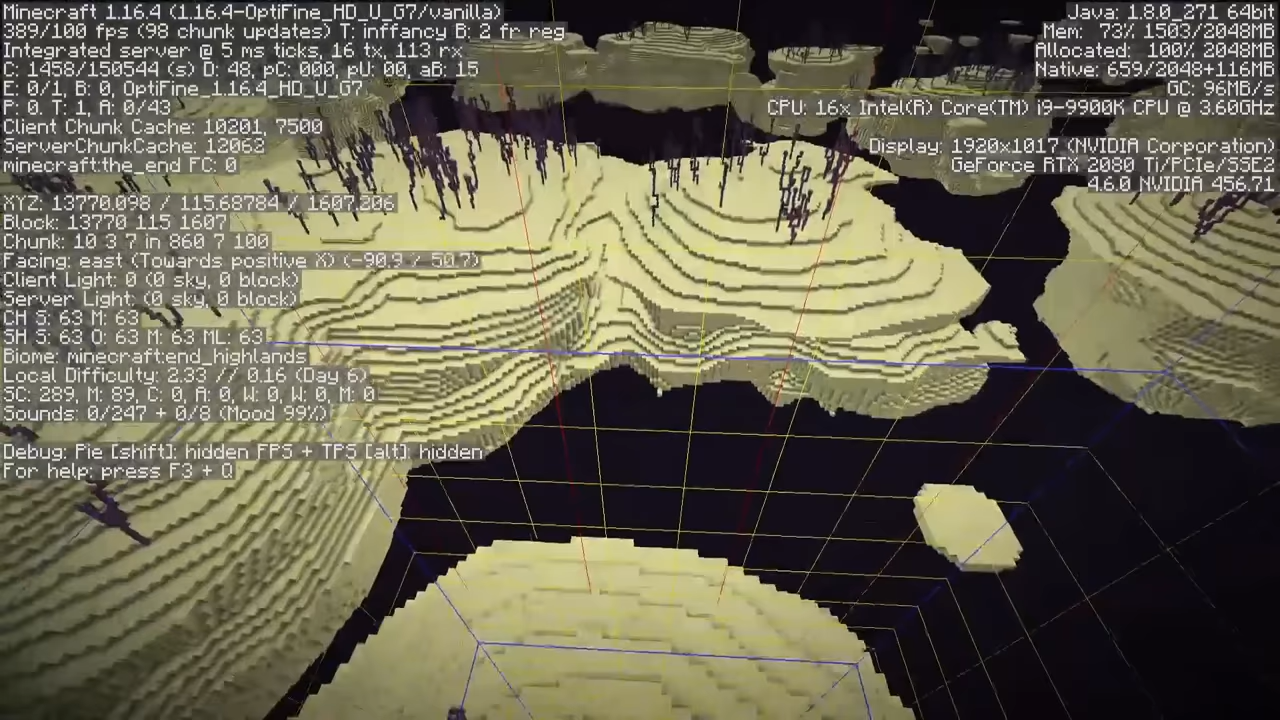 Minecraft 1.16.4 (1.16.4-OptiFine_HD_U_G7/vanilla)
389/100 fps (98 chunk updates) T: inffancy B: 2 fr reg
Integrated server @ 5 ms ticks, 16 tx, 113 rx
C: 1458/150544 (s) D: 48, pC: 000, pU: 00, aB: 15
E: 0/1, B: 0, OptiFine_1.16.4_HD_U_G7
P: 0, T: 1, A: 0/43
Client Chunk Cache: 10201, 7500
ServerChunkCache: 12062
minecraft:the_end FC: 0
XYZ: 13770.098 / 115.68784 / 1607.206
Block: 13770 115 1607
Chunk: 10 3 7 in 860 7 100
Facing: east (Towards positive X) (-90.9 / 50.7)
Client Light: 0 (0 sky, 0 block)
Server Light: (0 sky, 0 block)
CH S: 63 M: 63
SH S: 63 O: 63 M: 63 ML: 63
Biome: minecraft:end_highlands
Local Difficulty: 2.33 // 0.16 (Day 6)
SC: 289, M: 89, C: 0, A: 0, W: 0, W: 0, M: 0
Sounds: 0/247 + 0/8 (Mood 99%)
Debug: Pie [shift]: hidden FPS + TPS [alt]: hidden
For help: press F3 + Q
Java: 1.8.0_271 64bit
Mem: 73% 1503/2048MB
Allocated: 100% 2048MB
Native: 659/2048+116MB
GC: 96MB/s
CPU: 16x Intel(R) Core(TM) i9-9900K CPU @ 3.60GHz
Display: 1920x1017 (NVIDIA Corporation)
GeForce RTX 2080 Ti/PCIe/SSE2
4.6.0 NVIDIA 456.71